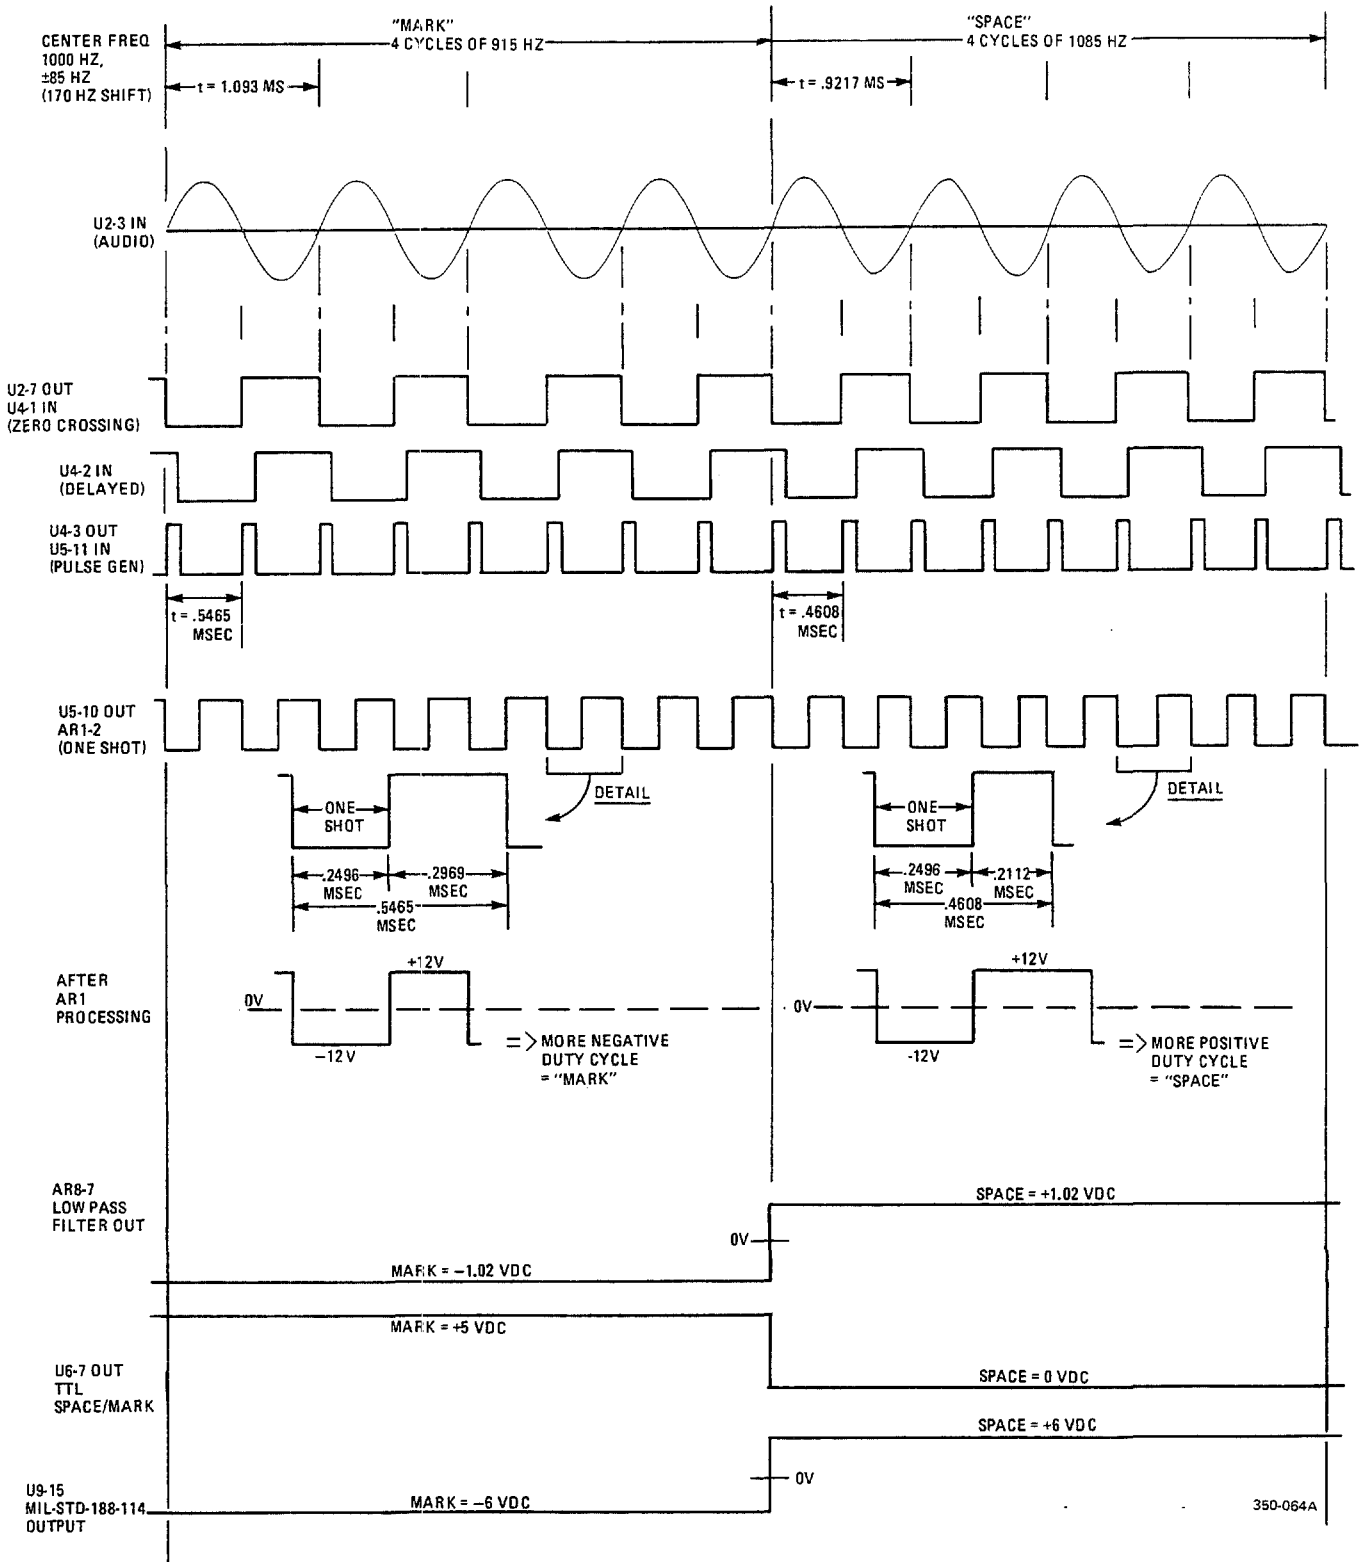 CENTER FREQ
1000 HZ,
±85 HZ
(170 HZ SHIFT)
"MARK"
4 CYCLES OF 915 HZ
"SPACE"
4 CYCLES OF 1085 HZ
t = 1.093 MS
t = .9217 MS
U2-3 IN
(AUDIO)
U2-7 OUT
U4-1 IN
(ZERO CROSSING)
U4-2 IN
(DELAYED)
U4-3 OUT
U5-11 IN
(PULSE GEN)
t = .5465
MSEC
t = .4608
MSEC
U5-10 OUT
AR1-2
(ONE SHOT)
ONE
SHOT
DETAIL
ONE
SHOT
DETAIL
.2496
MSEC
.2969
MSEC
.5465
MSEC
.2496
MSEC
.2112
MSEC
.4608
MSEC
AFTER
AR1
PROCESSING
0V
+12V
-12V
=> MORE NEGATIVE
DUTY CYCLE
= "MARK"
0V
+12V
-12V
=> MORE POSITIVE
DUTY CYCLE
= "SPACE"
AR8-7
LOW PASS
FILTER OUT
MARK = -1.02 VDC
0V
SPACE = +1.02 VDC
U6-7 OUT
TTL
SPACE/MARK
MARK = +5 VDC
SPACE = 0 VDC
U9-15
MIL-STD-188-114
OUTPUT
MARK = -6 VDC
0V
SPACE = +6 VDC
350-064A